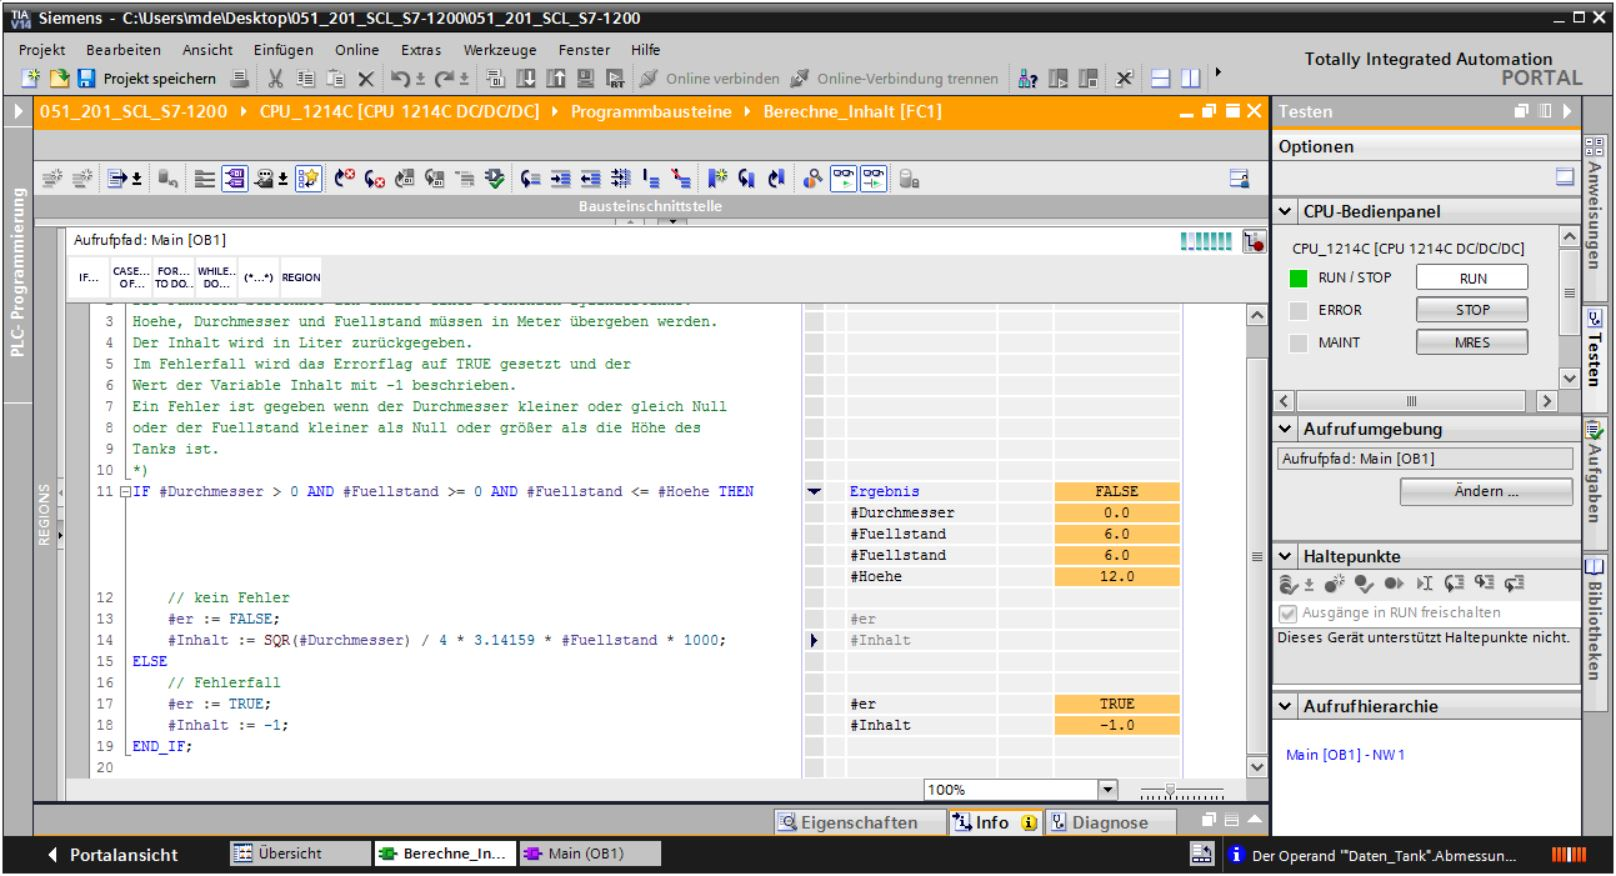 TIA V14 Siemens - C:\Users\mde\Desktop\051_201_SCL_S7-1200\051_201_SCL_S7-1200
Projekt Bearbeiten Ansicht Einfügen Online Extras Werkzeuge Fenster Hilfe
Totally Integrated Automation
PORTAL
Projekt speichern Online verbinden Online-Verbindung trennen
051_201_SCL_S7-1200 CPU_1214C [CPU 1214C DC/DC/DC] Programmbausteine Berechne_Inhalt [FC1]
Bausteinschnittstelle
Aufrufpfad: Main [OB1]
IF... CASE... OF... FOR... TO DO... WHILE... DO... (*...*) REGION
3 Hoehe, Durchmesser und Fuellstand müssen in Meter übergeben werden.
4 Der Inhalt wird in Liter zurückgegeben.
5 Im Fehlerfall wird das Errorflag auf TRUE gesetzt und der
6 Wert der Variable Inhalt mit -1 beschrieben.
7 Ein Fehler ist gegeben wenn der Durchmesser kleiner oder gleich Null
8 oder der Fuellstand kleiner als Null oder größer als die Höhe des
9 Tanks ist.
10 *)
11 IF #Durchmesser > 0 AND #Fuellstand >= 0 AND #Fuellstand <= #Hoehe THEN Ergebnis FALSE
#Durchmesser 0.0
#Fuellstand 6.0
#Fuellstand 6.0
#Hoehe 12.0
12 // kein Fehler
13 #er := FALSE; #er
14 #Inhalt := SQR(#Durchmesser) / 4 * 3.14159 * #Fuellstand * 1000; #Inhalt
15 ELSE
16 // Fehlerfall
17 #er := TRUE; #er TRUE
18 #Inhalt := -1; #Inhalt -1.0
19 END_IF;
20
100%
PLC-Programmierung
REGIONS
Testen
Optionen
CPU-Bedienpanel
CPU_1214C [CPU 1214C DC/DC/DC]
RUN / STOP RUN
ERROR STOP
MAINT MRES
Aufrufumgebung
Aufrufpfad: Main [OB1]
Ändern ...
Haltepunkte
Ausgänge in RUN freischalten
Dieses Gerät unterstützt Haltepunkte nicht.
Aufrufhierarchie
Main [OB1] - NW 1
Anweisungen
Testen
Aufgaben
Bibliotheken
Eigenschaften Info Diagnose
Portalansicht Übersicht Berechne_In... Main (OB1) Der Operand '"Daten_Tank".Abmessun...